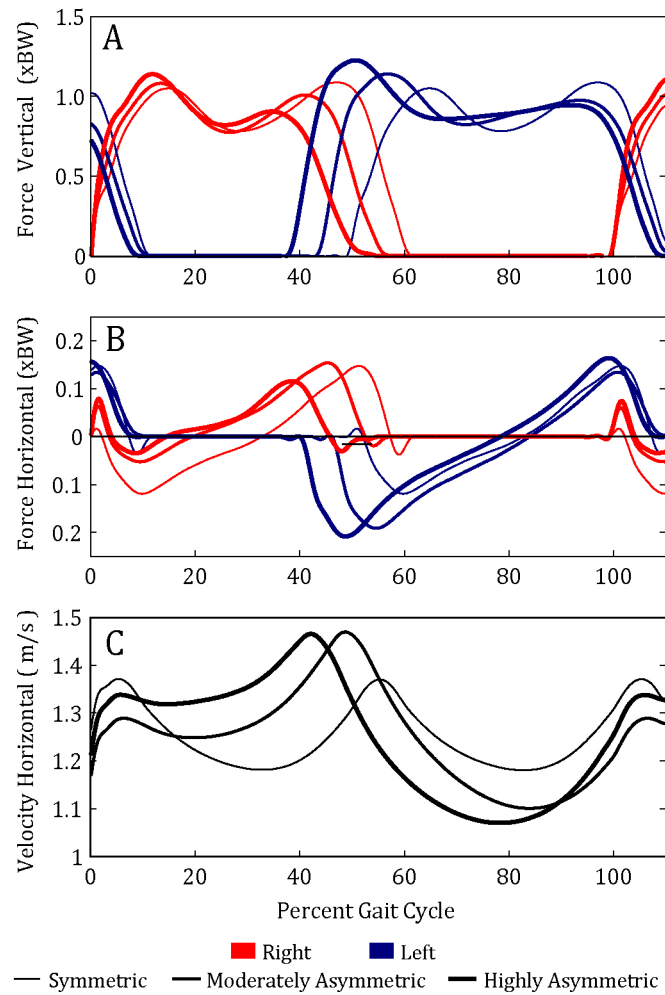 A
Force Vertical (xBW)
1.5
1.0
0.5
0
0 20 40 60 80 100
B
Force Horizontal (xBW)
0.2
0.1
0
0.1
0.2
0 20 40 60 80 100
C
Velocity Horizontal ( m/s )
1.5
1.4
1.3
1.2
1.1
1
0 20 40 60 80 100
Percent Gait Cycle
Right Left
Symmetric Moderately Asymmetric Highly Asymmetric